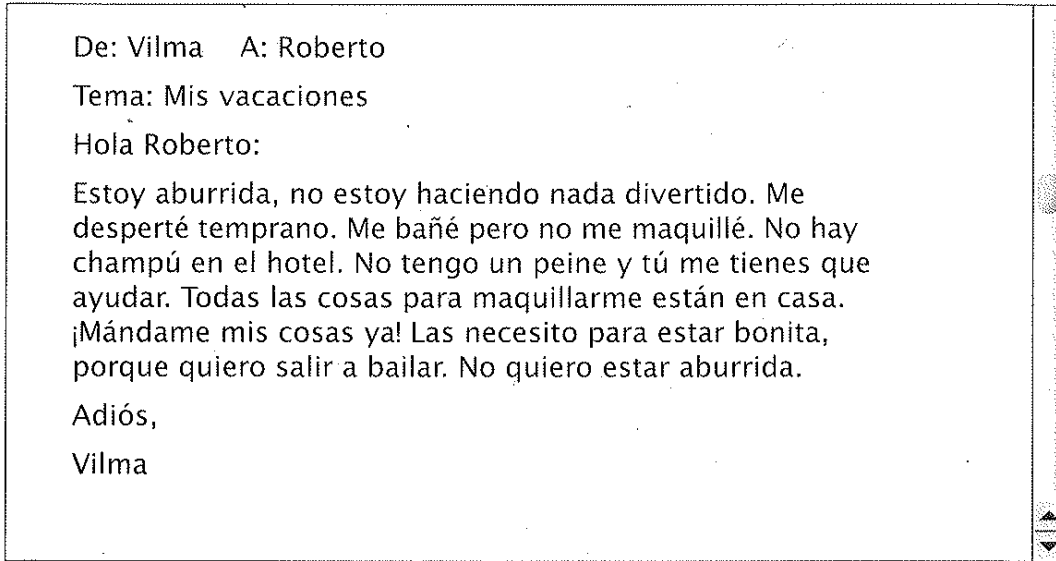 De: Vilma A: Roberto
Tema: Mis vacaciones
Hola Roberto:
Estoy aburrida, no estoy haciendo nada divertido. Me
desperté temprano. Me bañé pero no me maquillé. No hay
champú en el hotel. No tengo un peine y tú me tienes que
ayudar. Todas las cosas para maquillarme están en casa.
¡Mándame mis cosas ya! Las necesito para estar bonita,
porque quiero salir a bailar. No quiero estar aburrida.
Adiós,
Vilma